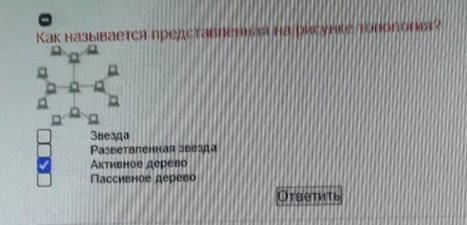 Как называется представленная на рисунке топология?
Звезда
Разветвленная звезда
Активное дерево
Пассивное дерево
Ответить